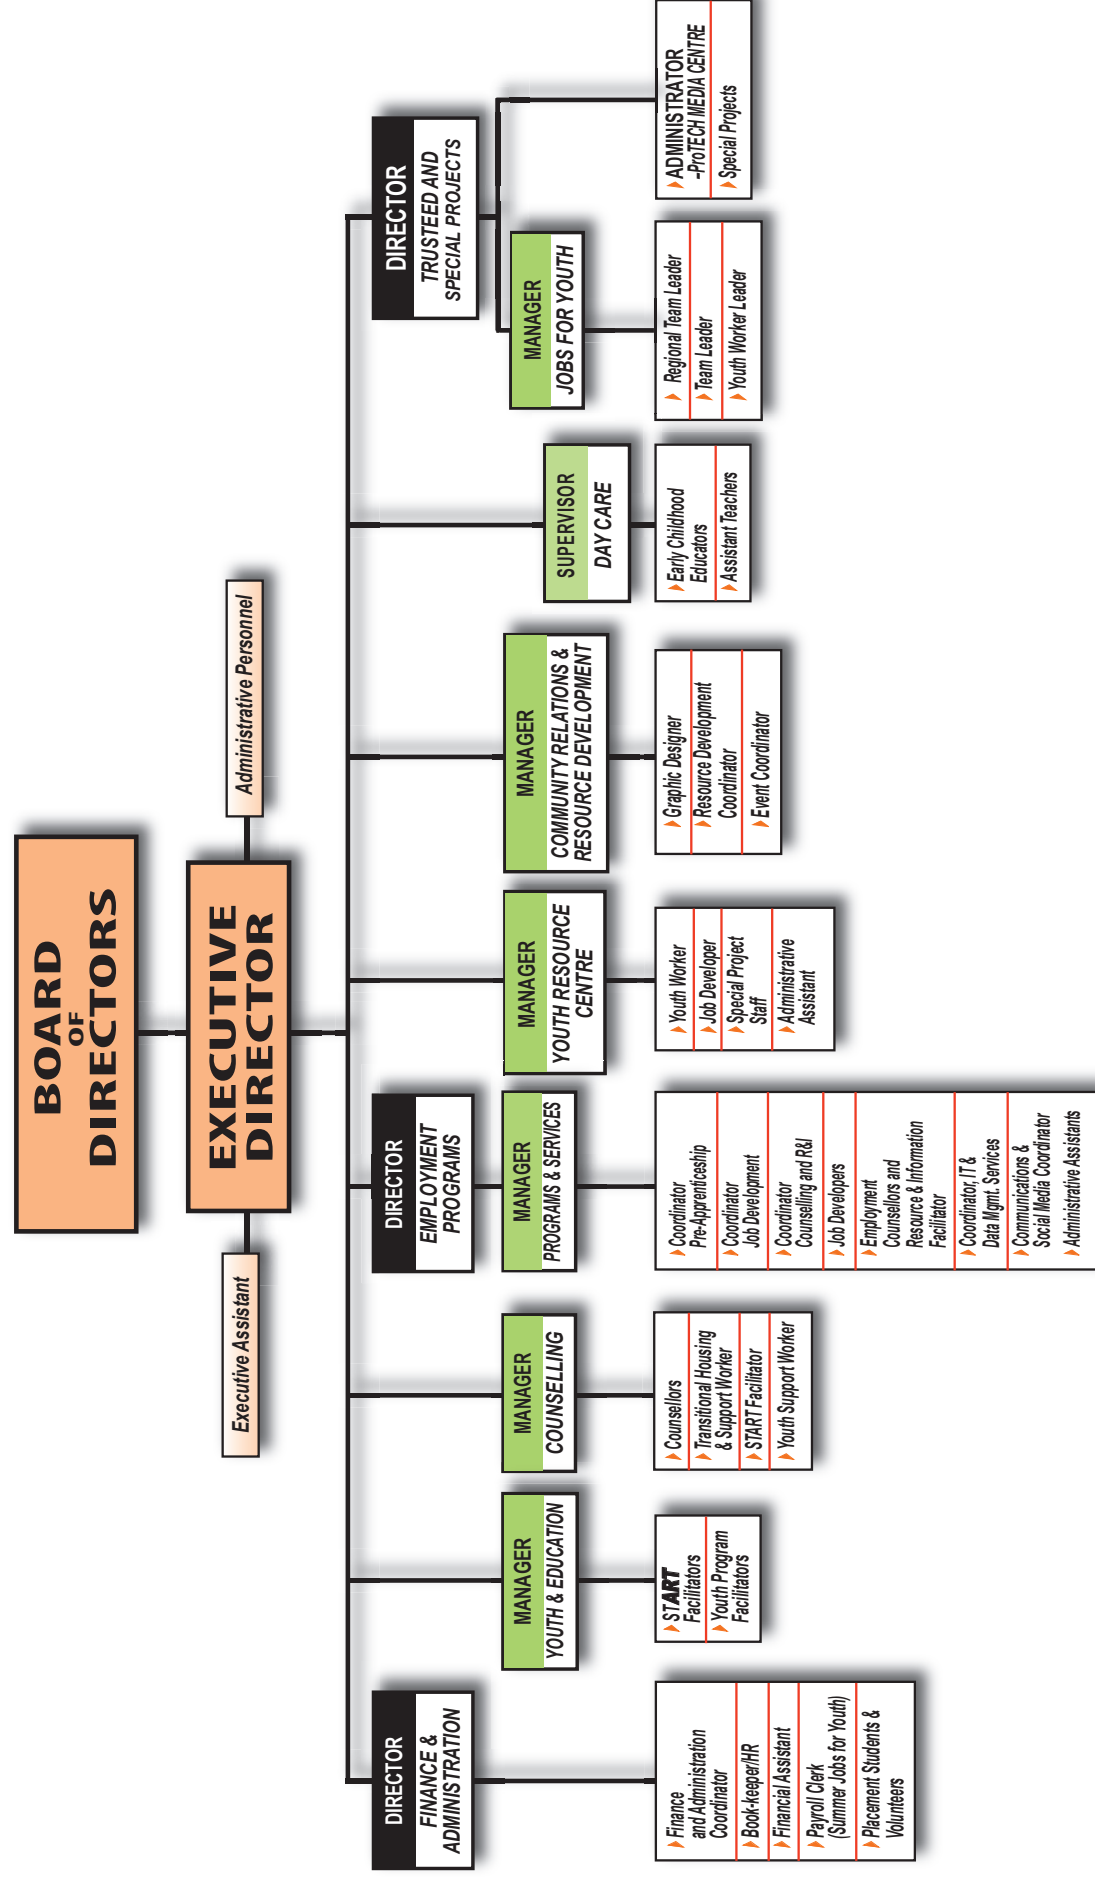 BOARD
OF
DIRECTORS
EXECUTIVE
DIRECTOR
Executive Assistant
Administrative Personnel
DIRECTOR
FINANCE &
ADMINISTRATION
Finance
and Administration
Coordinator
Book-keeper/HR
Financial Assistant
Payroll Clerk
(Summer Jobs for Youth)
Placement Students &
Volunteers
MANAGER
YOUTH & EDUCATION
START
Facilitators
Youth Program
Facilitators
MANAGER
COUNSELLING
Counsellors
Transitional Housing
& Support Worker
START Facilitator
Youth Support Worker
DIRECTOR
EMPLOYMENT
PROGRAMS
MANAGER
PROGRAMS & SERVICES
Coordinator
Pre-Apprenticeship
Coordinator
Job Development
Coordinator
Counselling and R&I
Job Developers
Employment
Counsellors and
Resource & Information
Facilitator
Coordinator, IT &
Data Mgmt. Services
Communications &
Social Media Coordinator
Administrative Assistants
MANAGER
YOUTH RESOURCE
CENTRE
Youth Worker
Job Developer
Special Project
Staff
Administrative
Assistant
MANAGER
COMMUNITY RELATIONS &
RESOURCE DEVELOPMENT
Graphic Designer
Resource Development
Coordinator
Event Coordinator
SUPERVISOR
DAY CARE
Early Childhood
Educators
Assistant Teachers
DIRECTOR
TRUSTEED AND
SPECIAL PROJECTS
MANAGER
JOBS FOR YOUTH
Regional Team Leader
Team Leader
Youth Worker Leader
ADMINISTRATOR
-ProTECH MEDIA CENTRE
Special Projects